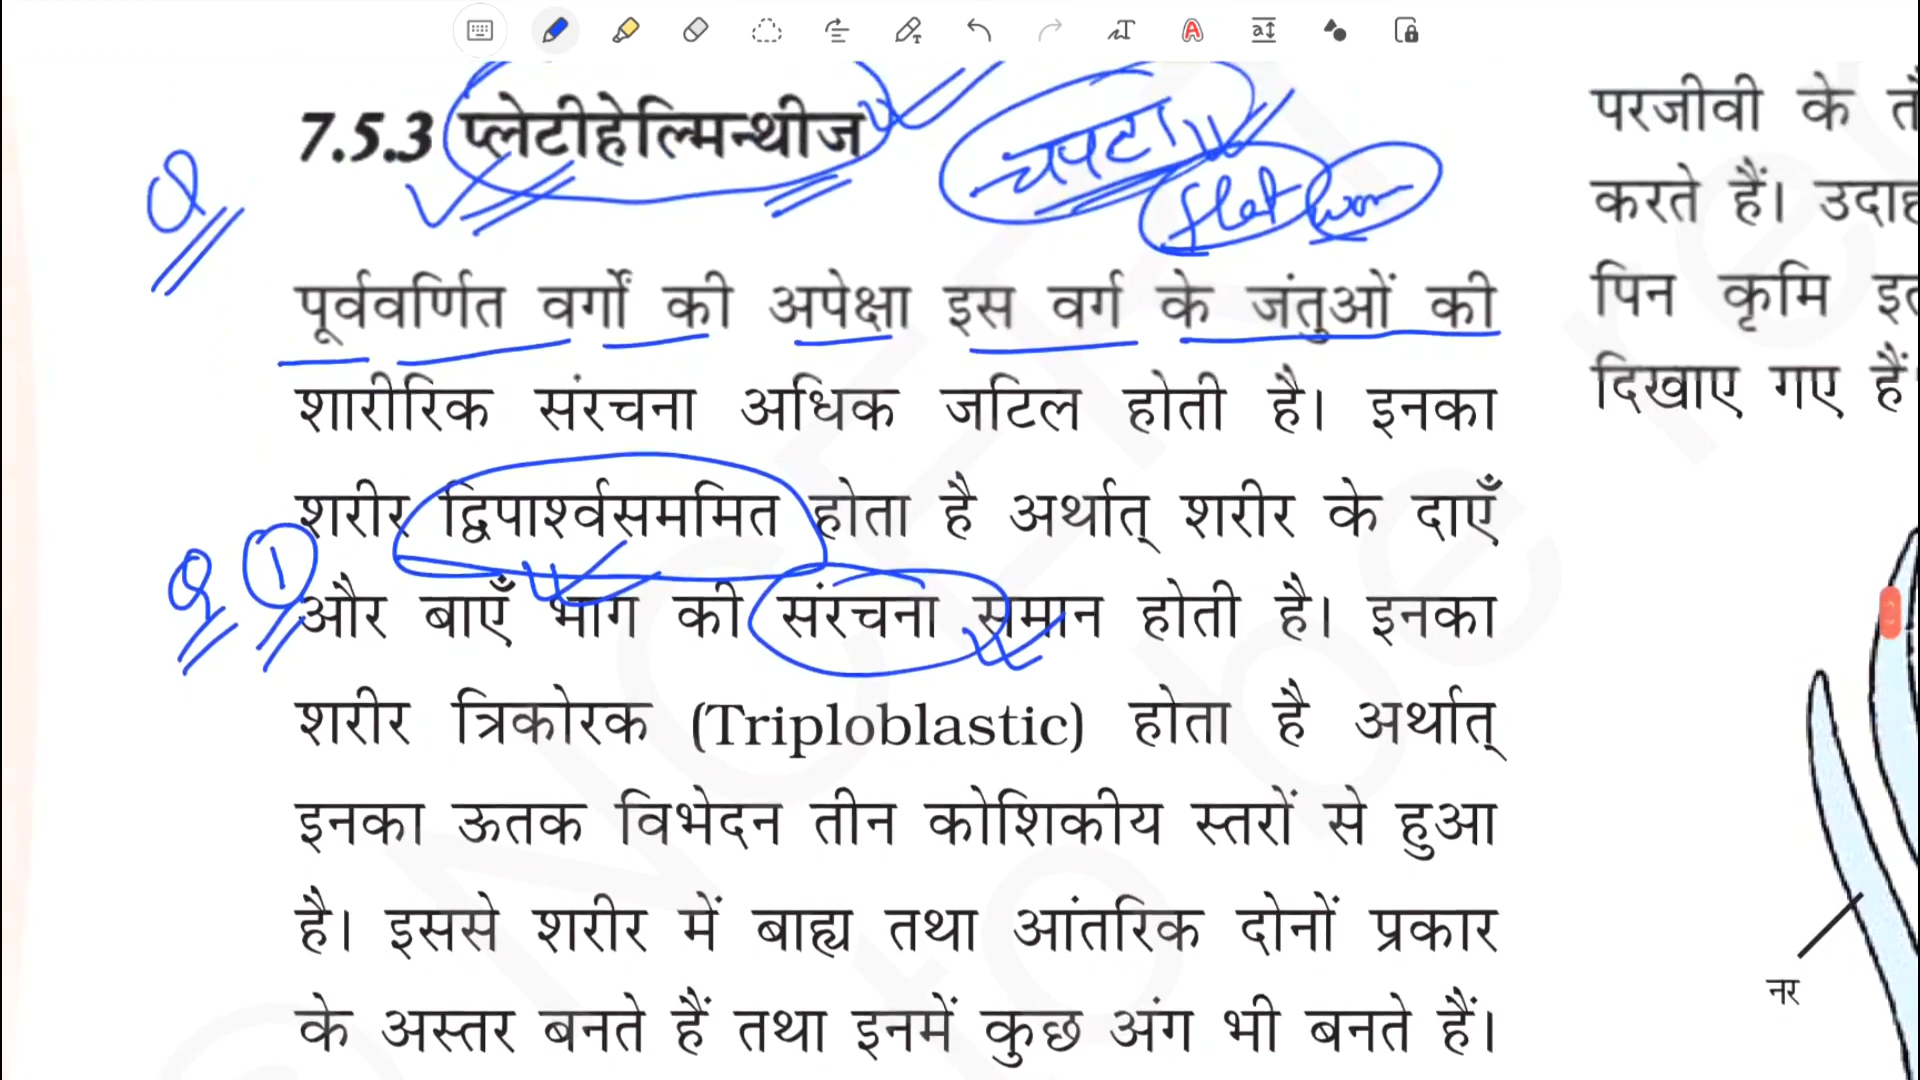 7.5.3 प्लेटीहेल्मिन्थीज
चपटा
flat wor
Q
पूर्ववर्णित वर्गों की अपेक्षा इस वर्ग के जंतुओं की
शारीरिक संरचना अधिक जटिल होती है। इनका
शरीर द्विपार्श्वसममित होता है अर्थात् शरीर के दाएँ
Q 1
और बाएँ भाग की संरचना समान होती है। इनका
शरीर त्रिकोरक (Triploblastic) होता है अर्थात्
इनका ऊतक विभेदन तीन कोशिकीय स्तरों से हुआ
है। इससे शरीर में बाह्य तथा आंतरिक दोनों प्रकार
के अस्तर बनते हैं तथा इनमें कुछ अंग भी बनते हैं।
परजीवी के
करते हैं। उदाह
पिन कृमि
दिखाए गए हैं
नर